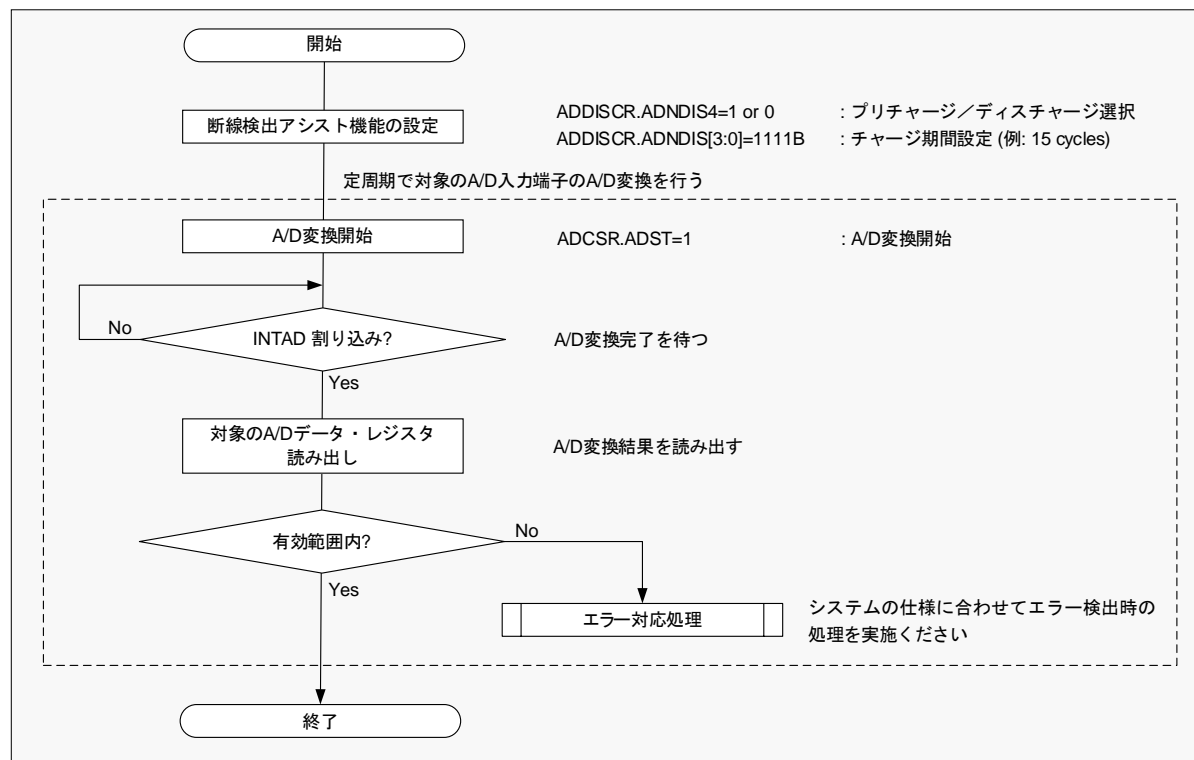 開始
断線検出アシスト機能の設定
ADDISCR.ADNDIS4=1 or 0 : プリチャージ／ディスチャージ選択
ADDISCR.ADNDIS[3:0]=1111B : チャージ期間設定 (例: 15 cycles)
定周期で対象のA/D入力端子のA/D変換を行う
A/D変換開始
ADCSR.ADST=1 : A/D変換開始
No
INTAD 割り込み?
A/D変換完了を待つ
Yes
対象のA/Dデータ・レジスタ
読み出し
A/D変換結果を読み出す
有効範囲内?
No
Yes
エラー対応処理
システムの仕様に合わせてエラー検出時の
処理を実施ください
終了